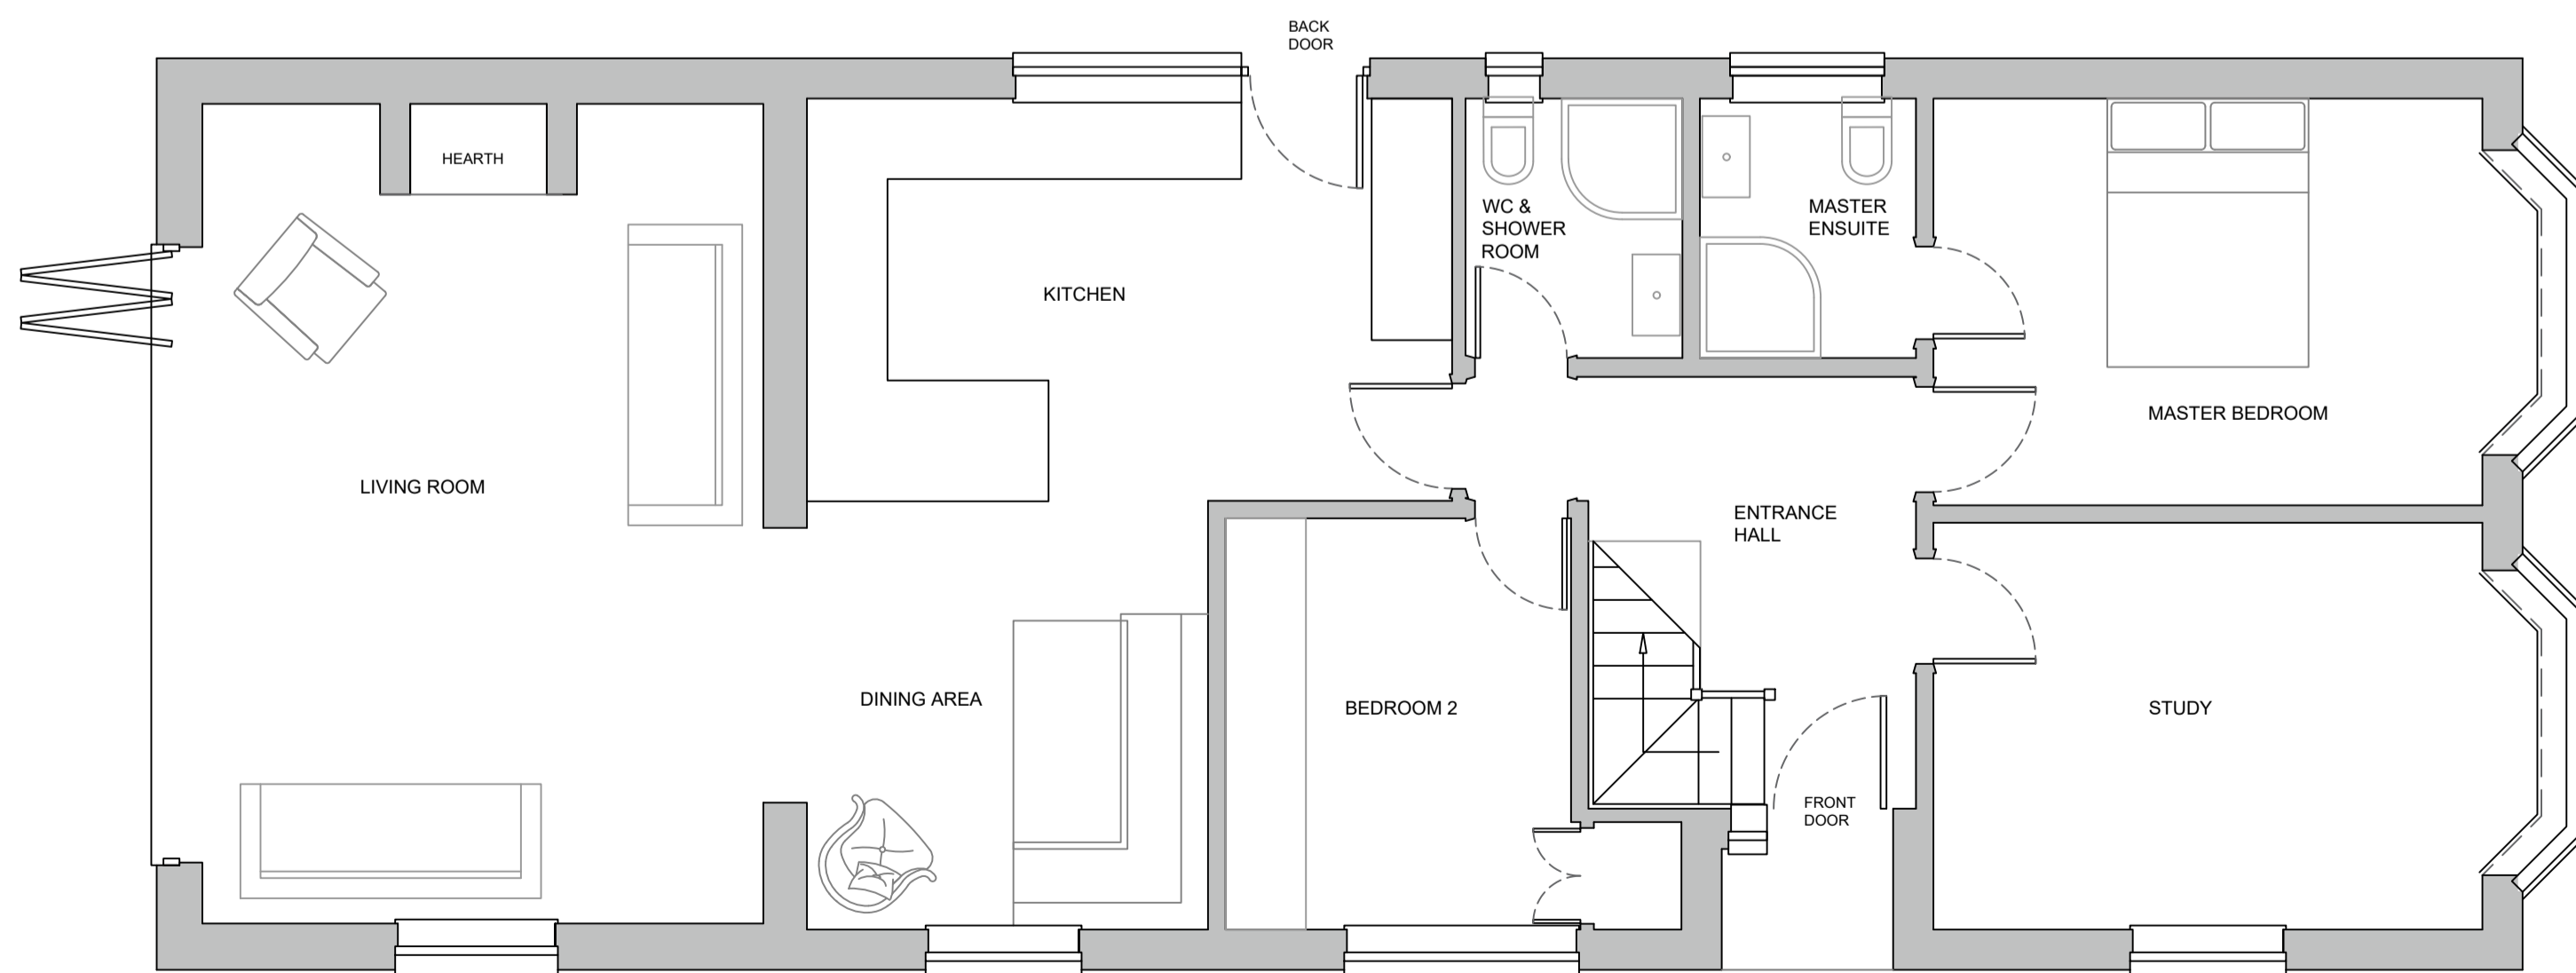 BACK
DOOR
HEARTH
WC &
SHOWER
ROOM
MASTER
ENSUITE
KITCHEN
MASTER BEDROOM
LIVING ROOM
ENTRANCE
HALL
DINING AREA
BEDROOM 2
STUDY
FRONT
DOOR